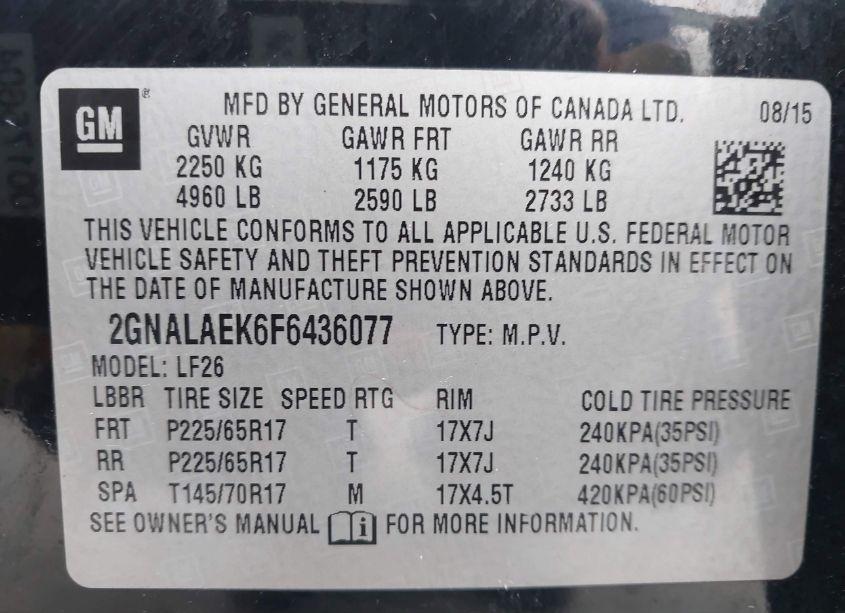 GM ®
MFD BY GENERAL MOTORS OF CANADA LTD. 08/15
GVWR GAWR FRT GAWR RR
2250 KG 1175 KG 1240 KG
4960 LB 2590 LB 2733 LB
THIS VEHICLE CONFORMS TO ALL APPLICABLE U.S. FEDERAL MOTOR
VEHICLE SAFETY AND THEFT PREVENTION STANDARDS IN EFFECT ON
THE DATE OF MANUFACTURE SHOWN ABOVE.
2GNALAEK6F6436077 TYPE: M.P.V.
MODEL: LF26
LBBR TIRE SIZE SPEED RTG RIM COLD TIRE PRESSURE
FRT P225/65R17 T 17X7J 240KPA(35PSI)
RR P225/65R17 T 17X7J 240KPA(35PSI)
SPA T145/70R17 M 17X4.5T 420KPA(60PSI)
SEE OWNER'S MANUAL i FOR MORE INFORMATION.